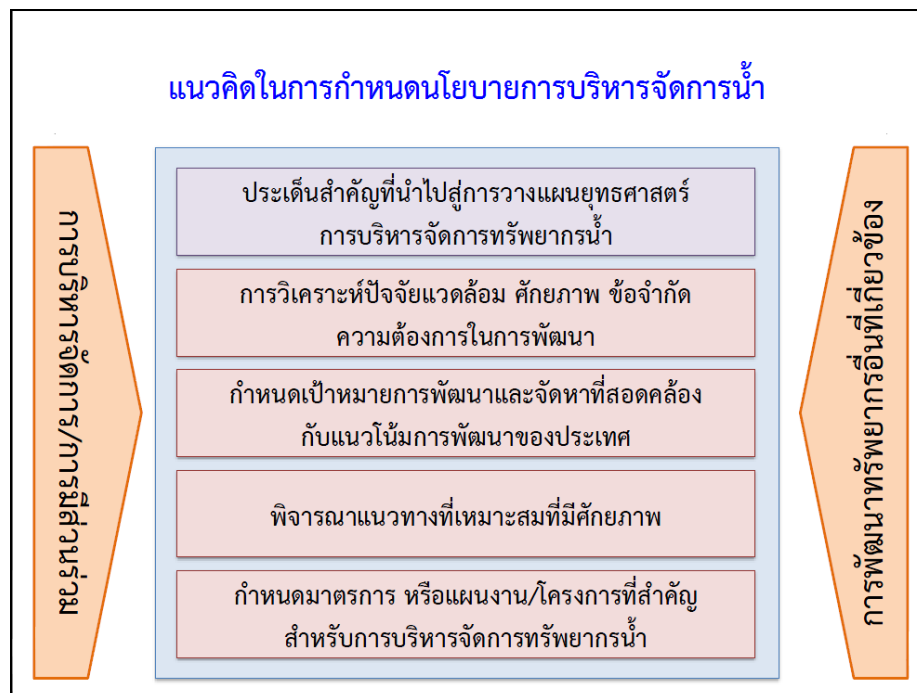 แนวคิดในการกำหนดนโยบายการบริหารจัดการน้ำ
การบริหารจัดการ/การมีส่วนร่วม
ประเด็นสำคัญที่นำไปสู่การวางแผนยุทธศาสตร์
การบริหารจัดการทรัพยากรน้ำ
การวิเคราะห์ปัจจัยแวดล้อม ศักยภาพ ข้อจำกัด
ความต้องการในการพัฒนา
กำหนดเป้าหมายการพัฒนาและจัดหาที่สอดคล้อง
กับแนวโน้มการพัฒนาของประเทศ
พิจารณาแนวทางที่เหมาะสมที่มีศักยภาพ
กำหนดมาตรการ หรือแผนงาน/โครงการที่สำคัญ
สำหรับการบริหารจัดการทรัพยากรน้ำ
การพัฒนาทรัพยากรอื่นที่เกี่ยวข้อง